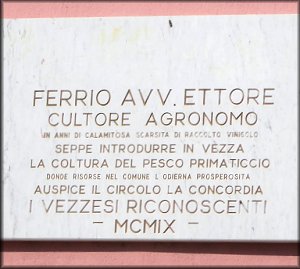 FERRIO AVV. ETTORE
CULTORE AGRONOMO
IN ANNI DI CALAMITOSA SCARSITÀ DI RACCOLTO VINICOLO
SEPPE INTRODURRE IN VEZZA
LA COLTURA DEL PESCO PRIMATICCIO
DONDE RISORSE NEL COMUNE L ODIERNA PROSPEROSITÀ
AUSPICE IL CIRCOLO LA CONCORDIA
I VEZZESI RICONOSCENTI
– MCMIX –